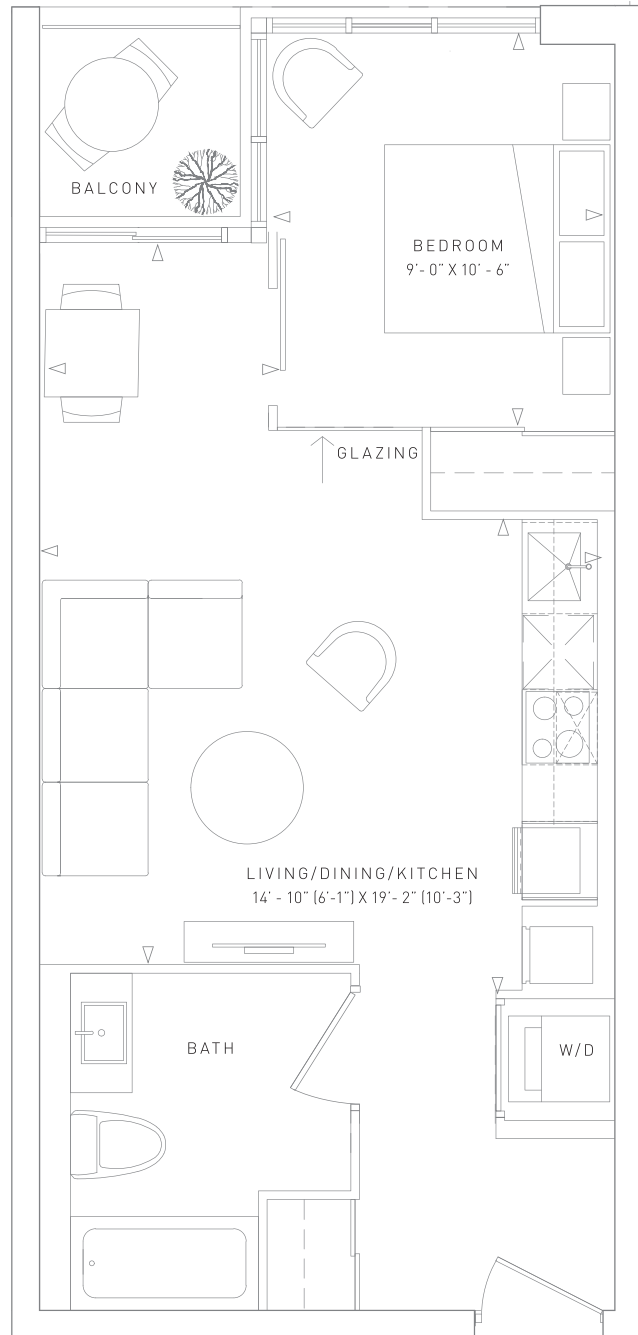 BALCONY
BEDROOM
9'- 0" X 10' - 6"
GLAZING
LIVING/DINING/KITCHEN
14' - 10" (6'-1") X 19'- 2" (10'-3")
BATH
W/D